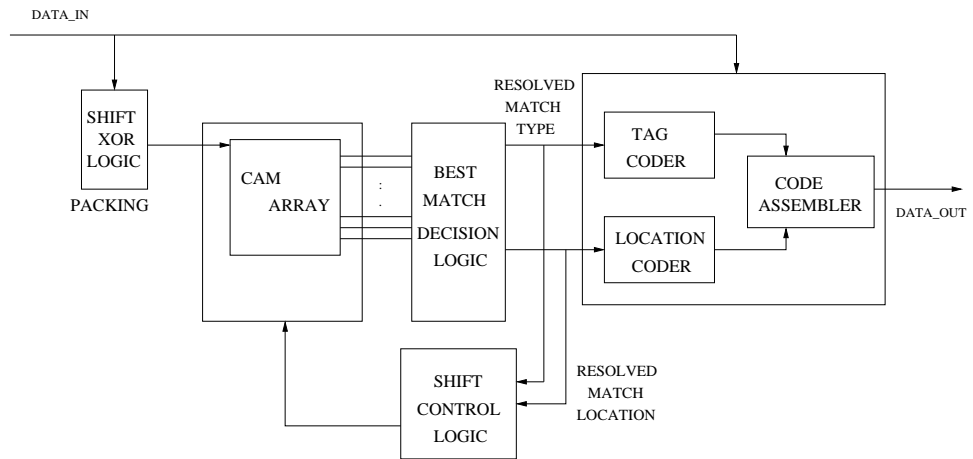 DATA_IN
SHIFT
XOR
LOGIC
PACKING
CAM
ARRAY
:
.
BEST
MATCH
DECISION
LOGIC
RESOLVED
MATCH
TYPE
TAG
CODER
LOCATION
CODER
CODE
ASSEMBLER
DATA_OUT
SHIFT
CONTROL
LOGIC
RESOLVED
MATCH
LOCATION